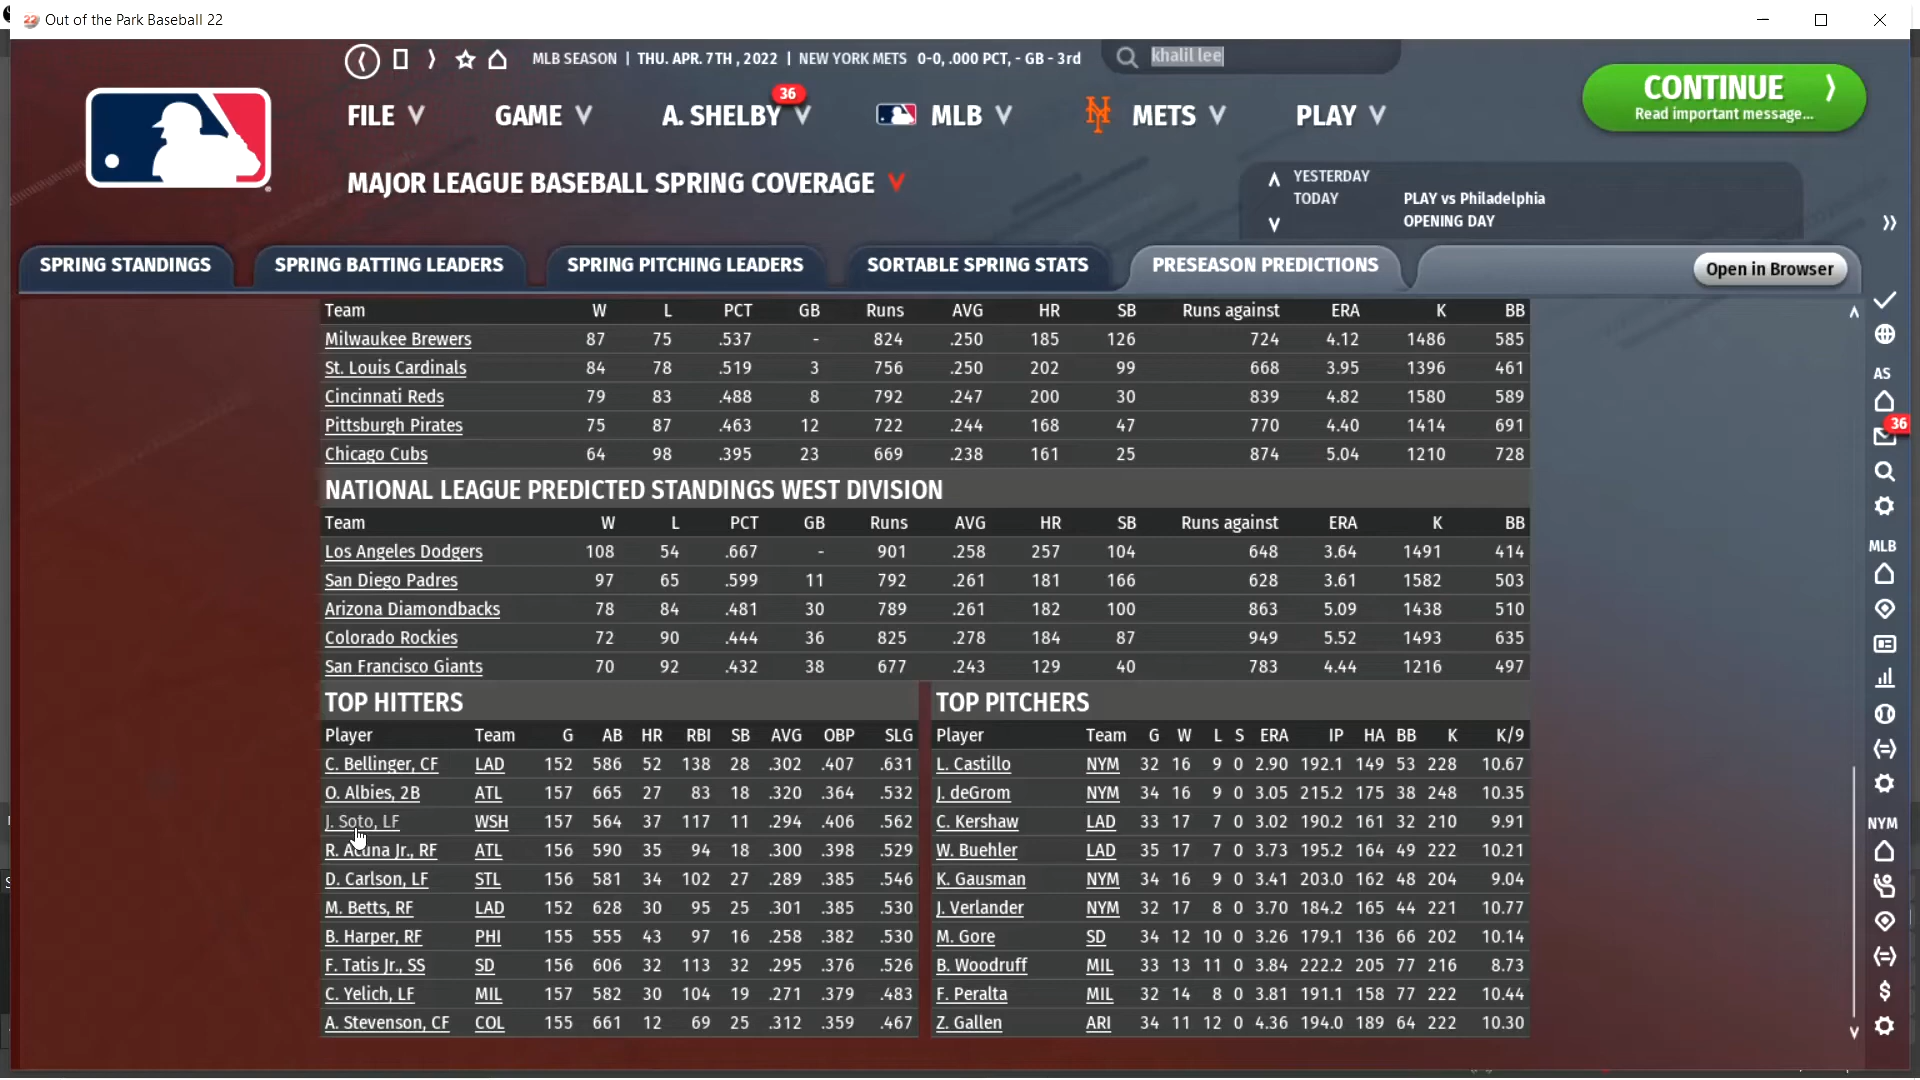 Out of the Park Baseball 22
MLB SEASON | THU. APR. 7TH , 2022 | NEW YORK METS 0-0, .000 PCT, - GB - 3rd
khalil lee
FILE GAME A. SHELBY 36 MLB METS PLAY
CONTINUE
Read important message...
MAJOR LEAGUE BASEBALL SPRING COVERAGE
YESTERDAY
TODAY PLAY vs Philadelphia
OPENING DAY
SPRING STANDINGS SPRING BATTING LEADERS SPRING PITCHING LEADERS SORTABLE SPRING STATS PRESEASON PREDICTIONS Open in Browser
Team W L PCT GB Runs AVG HR SB Runs against ERA K BB
Milwaukee Brewers 87 75 .537 - 824 .250 185 126 724 4.12 1486 585
St. Louis Cardinals 84 78 .519 3 756 .250 202 99 668 3.95 1396 461
Cincinnati Reds 79 83 .488 8 792 .247 200 30 839 4.82 1580 589
Pittsburgh Pirates 75 87 .463 12 722 .244 168 47 770 4.40 1414 691
Chicago Cubs 64 98 .395 23 669 .238 161 25 874 5.04 1210 728
NATIONAL LEAGUE PREDICTED STANDINGS WEST DIVISION
Team W L PCT GB Runs AVG HR SB Runs against ERA K BB
Los Angeles Dodgers 108 54 .667 - 901 .258 257 104 648 3.64 1491 414
San Diego Padres 97 65 .599 11 792 .261 181 166 628 3.61 1582 503
Arizona Diamondbacks 78 84 .481 30 789 .261 182 100 863 5.09 1438 510
Colorado Rockies 72 90 .444 36 825 .278 184 87 949 5.52 1493 635
San Francisco Giants 70 92 .432 38 677 .243 129 40 783 4.44 1216 497
TOP HITTERS
Player Team G AB HR RBI SB AVG OBP SLG
C. Bellinger, CF LAD 152 586 52 138 28 .302 .407 .631
O. Albies, 2B ATL 157 665 27 83 18 .320 .364 .532
J. Soto, LF WSH 157 564 37 117 11 .294 .406 .562
R. Acuna Jr., RF ATL 156 590 35 94 18 .300 .398 .529
D. Carlson, LF STL 156 581 34 102 27 .289 .385 .546
M. Betts, RF LAD 152 628 30 95 25 .301 .385 .530
B. Harper, RF PHI 155 555 43 97 16 .258 .382 .530
F. Tatis Jr., SS SD 156 606 32 113 32 .295 .376 .526
C. Yelich, LF MIL 157 582 30 104 19 .271 .379 .483
A. Stevenson, CF COL 155 661 12 69 25 .312 .359 .467
TOP PITCHERS
Player Team G W L S ERA IP HA BB K K/9
L. Castillo NYM 32 16 9 0 2.90 192.1 149 53 228 10.67
J. deGrom NYM 34 16 9 0 3.05 215.2 175 38 248 10.35
C. Kershaw LAD 33 17 7 0 3.02 190.2 161 32 210 9.91
W. Buehler LAD 35 17 7 0 3.73 195.2 164 49 222 10.21
K. Gausman NYM 34 16 9 0 3.41 203.0 162 48 204 9.04
J. Verlander NYM 32 17 8 0 3.70 184.2 165 44 221 10.77
M. Gore SD 34 12 10 0 3.26 179.1 136 66 202 10.14
B. Woodruff MIL 33 13 11 0 3.84 222.2 205 77 216 8.73
F. Peralta MIL 32 14 8 0 3.81 191.1 158 77 222 10.44
Z. Gallen ARI 34 11 12 0 4.36 194.0 189 64 222 10.30
AS
36
MLB
NYM